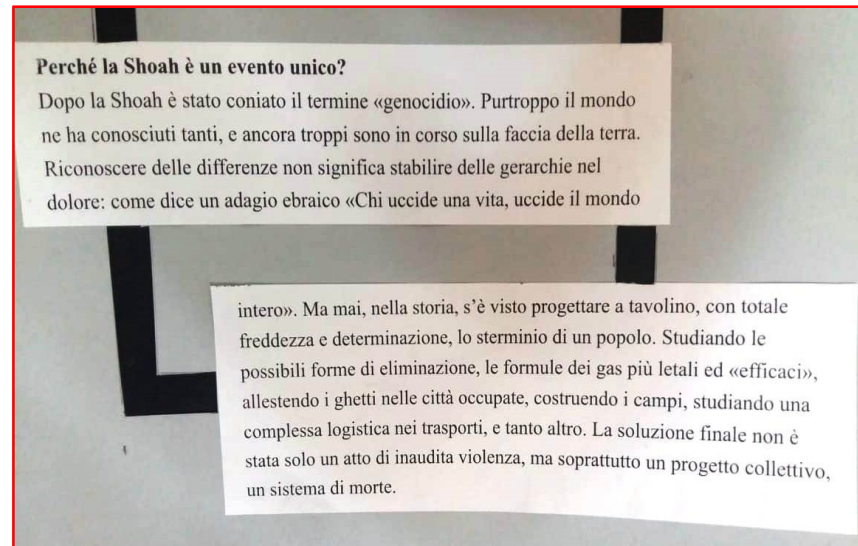 Perché la Shoah è un evento unico?
Dopo la Shoah è stato coniato il termine «genocidio». Purtroppo il mondo
ne ha conosciuti tanti, e ancora troppi sono in corso sulla faccia della terra.
Riconoscere delle differenze non significa stabilire delle gerarchie nel
dolore: come dice un adagio ebraico «Chi uccide una vita, uccide il mondo
intero». Ma mai, nella storia, s’è visto progettare a tavolino, con totale
freddezza e determinazione, lo sterminio di un popolo. Studiando le
possibili forme di eliminazione, le formule dei gas più letali ed «efficaci»,
allestendo i ghetti nelle città occupate, costruendo i campi, studiando una
complessa logistica nei trasporti, e tanto altro. La soluzione finale non è
stata solo un atto di inaudita violenza, ma soprattutto un progetto collettivo,
un sistema di morte.